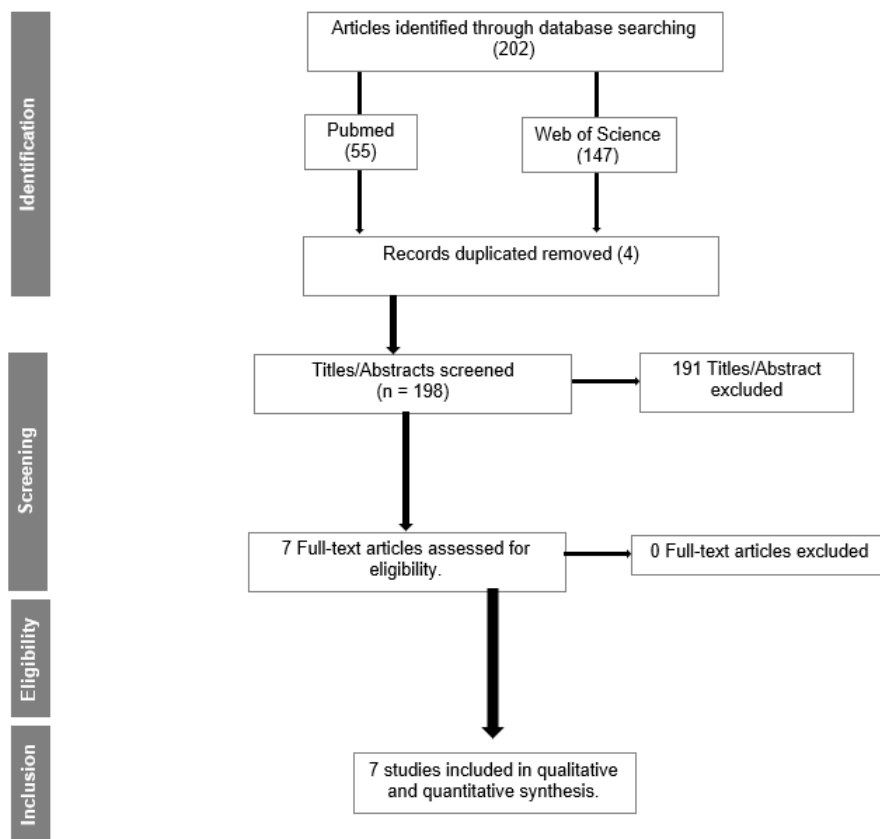 Identification
Articles identified through database searching
(202)
Pubmed
(55)
Web of Science
(147)
Records duplicated removed (4)
Screening
Titles/Abstracts screened
(n = 198)
191 Titles/Abstract
excluded
7 Full-text articles assessed for
eligibility.
0 Full-text articles excluded
Eligibility
Inclusion
7 studies included in qualitative
and quantitative synthesis.